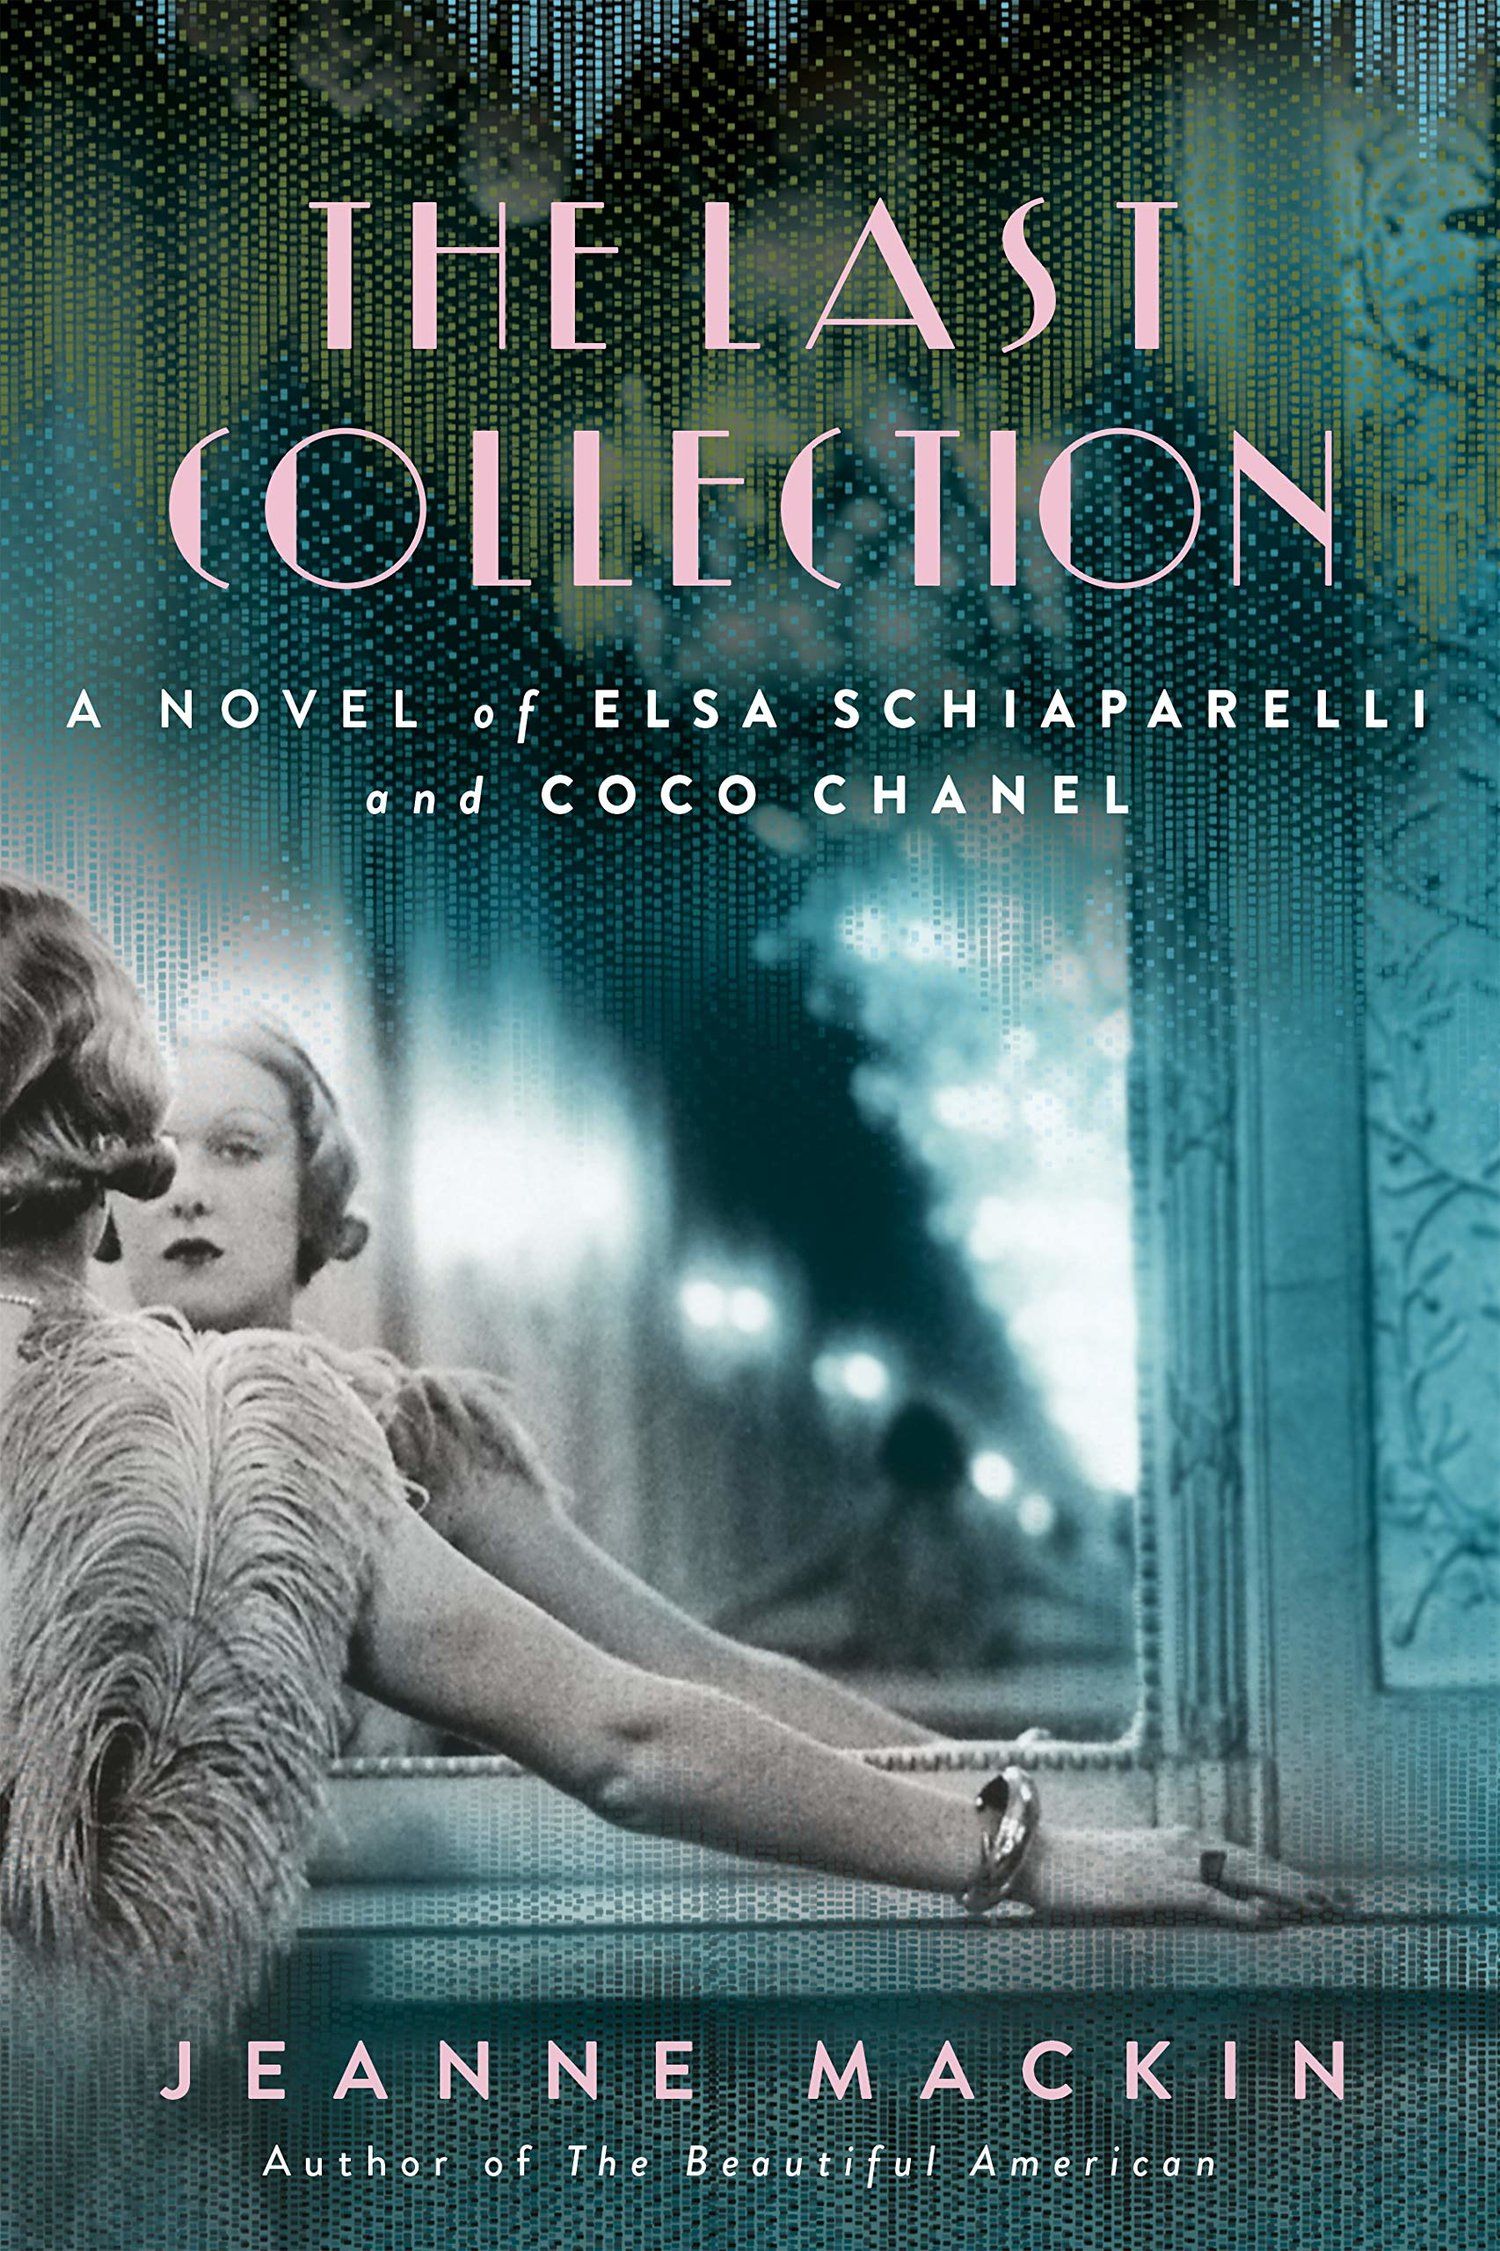 THE LAST
COLLECTION
A NOVEL of ELSA SCHIAPARELLI
and COCO CHANEL
JEANNE MACKIN
Author of The Beautiful American